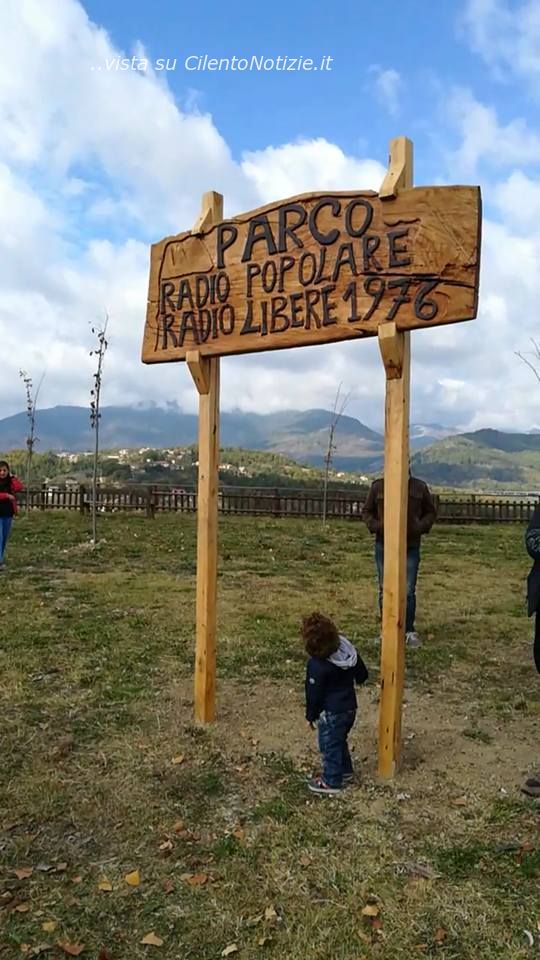 ..vista su CilentoNotizie.it
PARCO
RADIO POPOLARE
RADIO LIBERE 1976